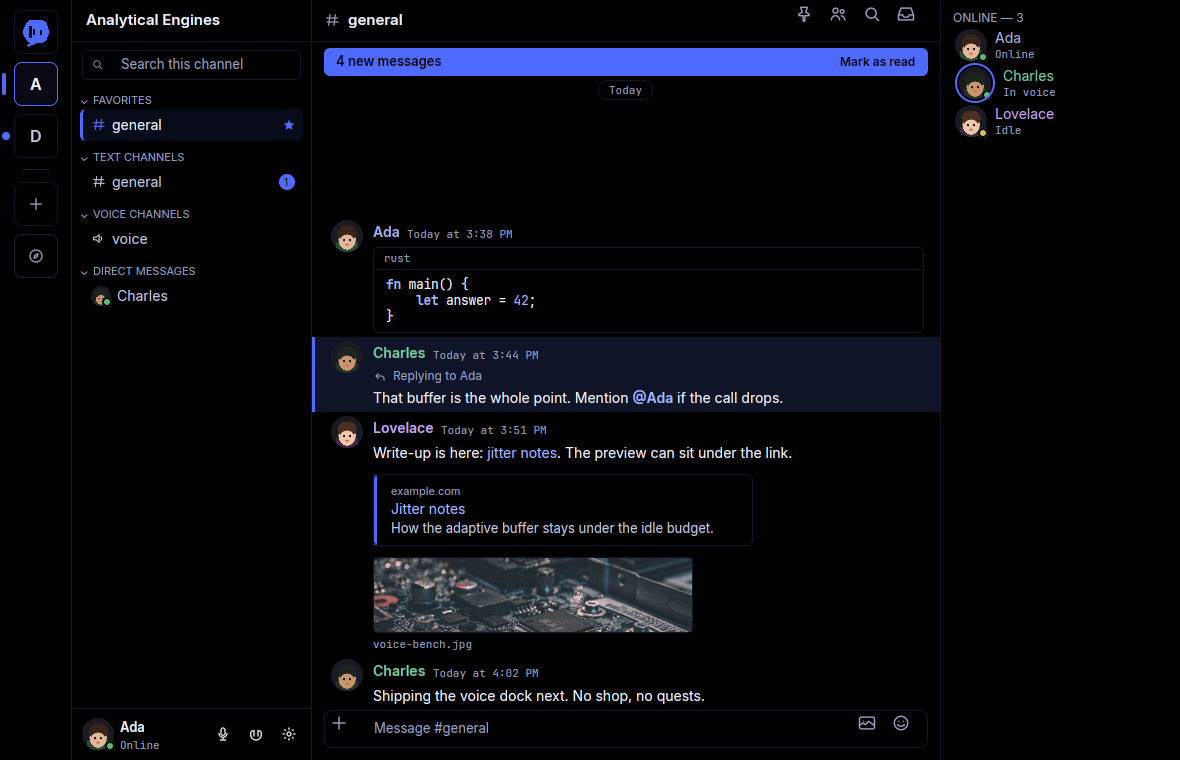 A
D
Analytical Engines
Search this channel
FAVORITES
# general
TEXT CHANNELS
# general
1
VOICE CHANNELS
voice
DIRECT MESSAGES
Charles
Ada
Online
# general
4 new messages
Mark as read
Today
Ada Today at 3:38 PM
rust
fn main() {
    let answer = 42;
}
Charles Today at 3:44 PM
Replying to Ada
That buffer is the whole point. Mention @Ada if the call drops.
Lovelace Today at 3:51 PM
Write-up is here: jitter notes. The preview can sit under the link.
example.com
Jitter notes
How the adaptive buffer stays under the idle budget.
voice-bench.jpg
Charles Today at 4:02 PM
Shipping the voice dock next. No shop, no quests.
Message #general
ONLINE — 3
Ada
Online
Charles
In voice
Lovelace
Idle